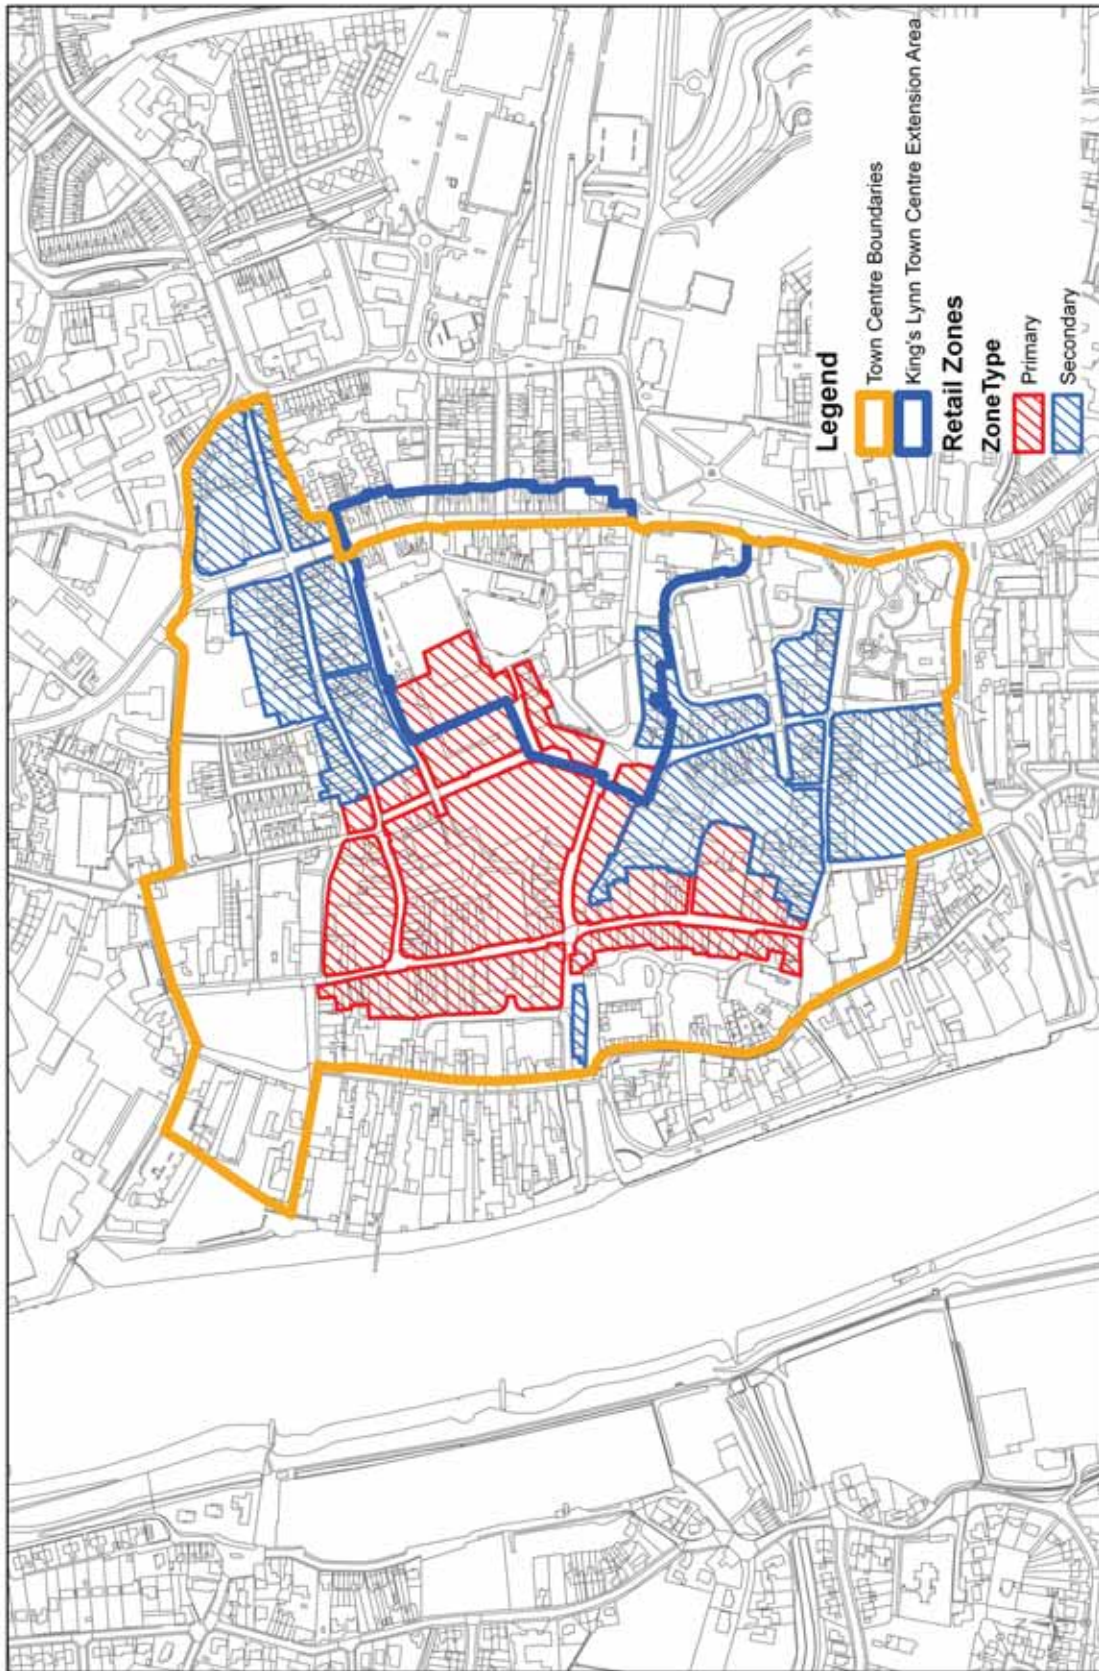 Legend
Town Centre Boundaries
King's Lynn Town Centre Extension Area
Retail Zones
ZoneType
Primary
Secondary